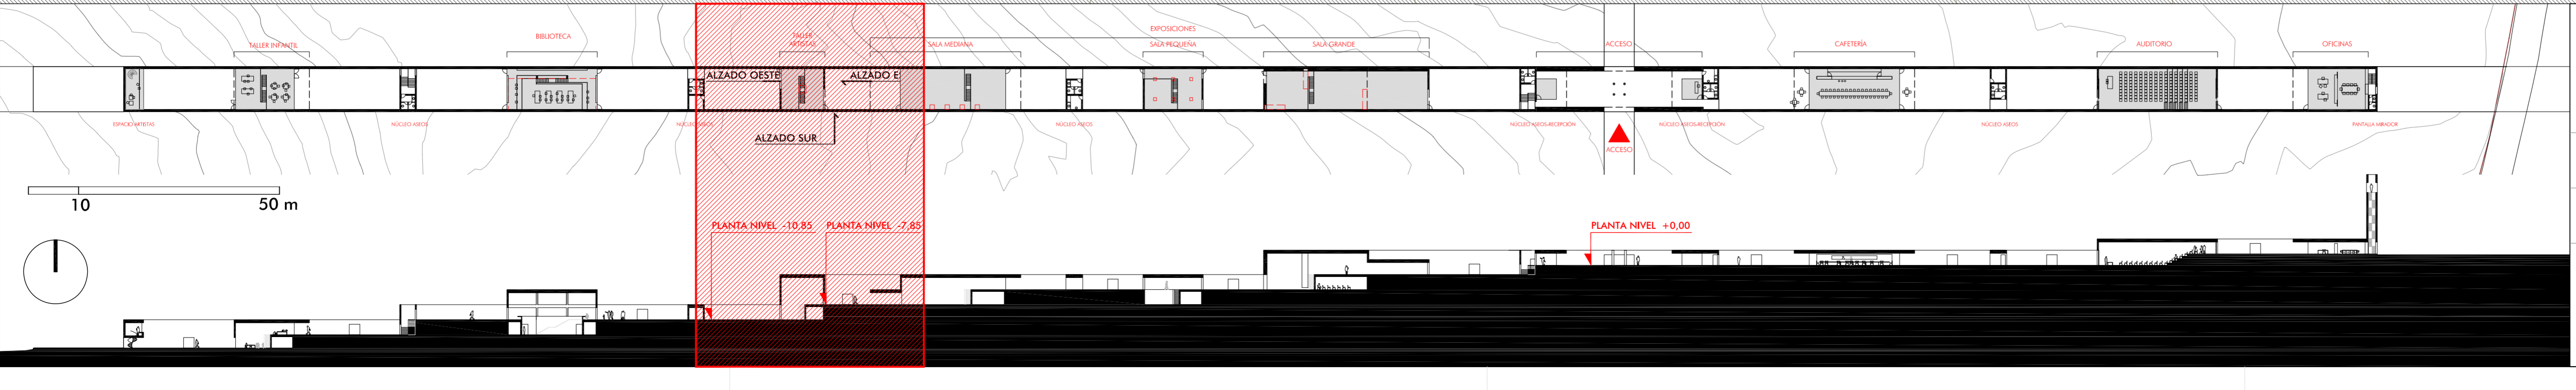 EXPOSICIONES
TALLER INFANTIL
BIBLIOTECA
TALLER
ARTISTAS
SALA MEDIANA
SALA PEQUEÑA
SALA GRANDE
ACCESO
CAFETERÍA
AUDITORIO
OFICINAS
ALZADO OESTE
ALZADO E
ESPACIO ARTISTAS
NÚCLEO ASEOS
NÚCLEO ASEOS
NÚCLEO ASEOS
NÚCLEO ASEOS-RECEPCIÓN
NÚCLEO ASEOS-RECEPCIÓN
NÚCLEO ASEOS
PANTALLA MIRADOR
ALZADO SUR
ACCESO
10
50 m
PLANTA NIVEL -10,85
PLANTA NIVEL -7,85
PLANTA NIVEL +0,00